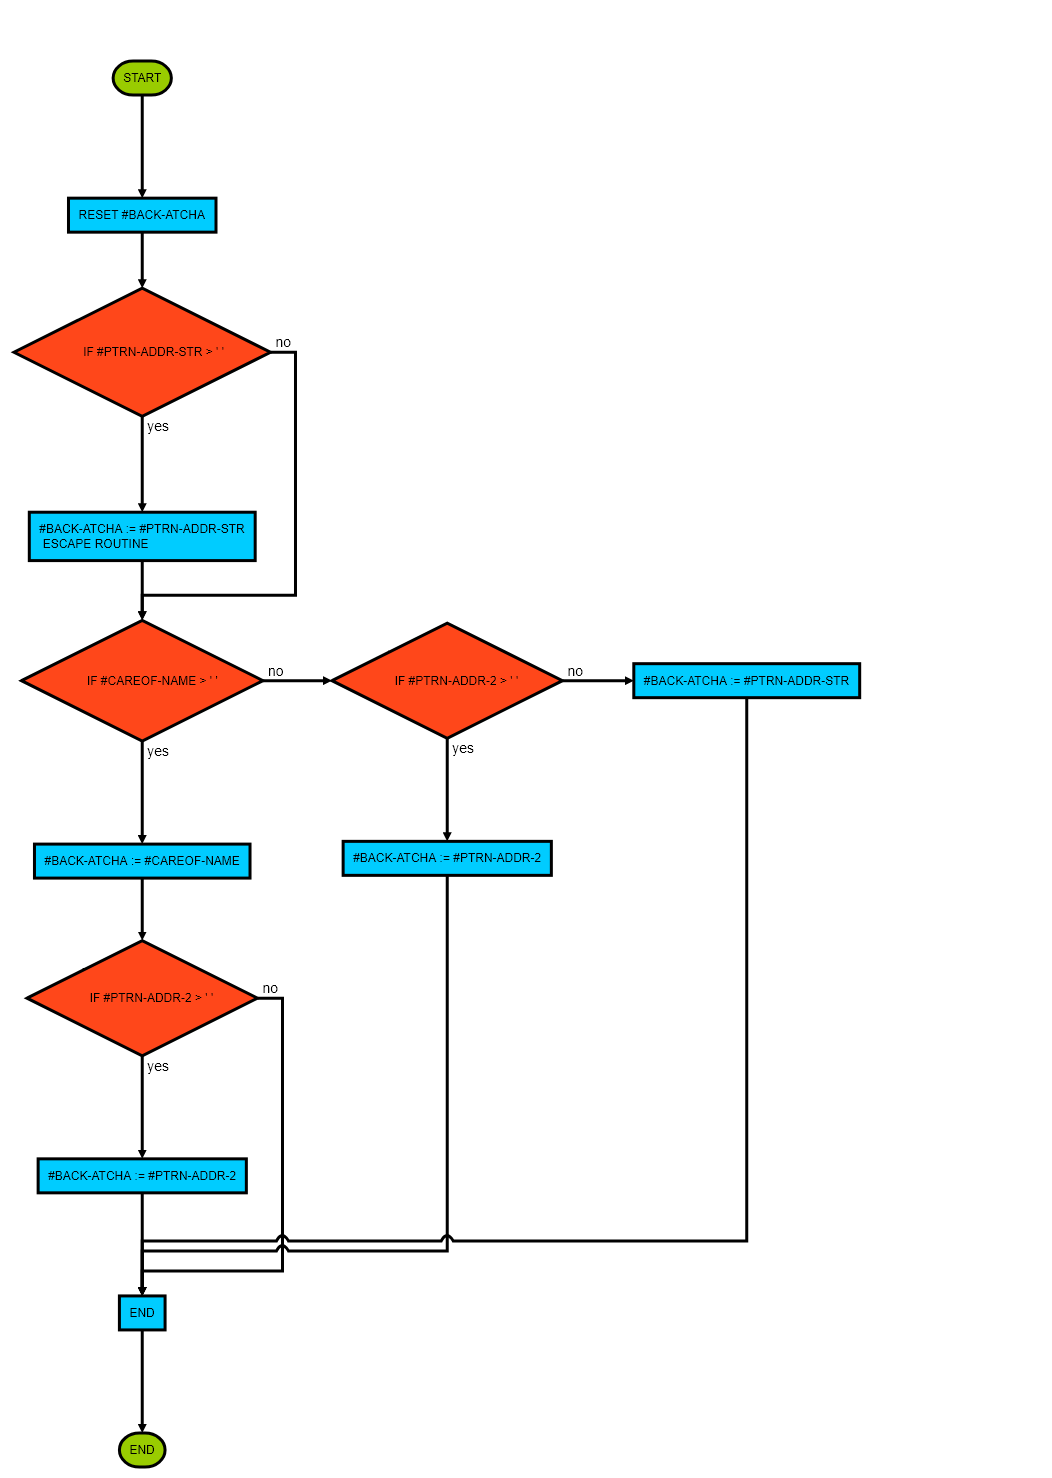 START
RESET #BACK-ATCHA
IF #PTRN-ADDR-STR > ' '
no
yes
#BACK-ATCHA := #PTRN-ADDR-STR
ESCAPE ROUTINE
IF #CAREOF-NAME > ' '
no
IF #PTRN-ADDR-2 > ' '
no
#BACK-ATCHA := #PTRN-ADDR-STR
yes
yes
#BACK-ATCHA := #CAREOF-NAME
#BACK-ATCHA := #PTRN-ADDR-2
IF #PTRN-ADDR-2 > ' '
no
yes
#BACK-ATCHA := #PTRN-ADDR-2
END
END